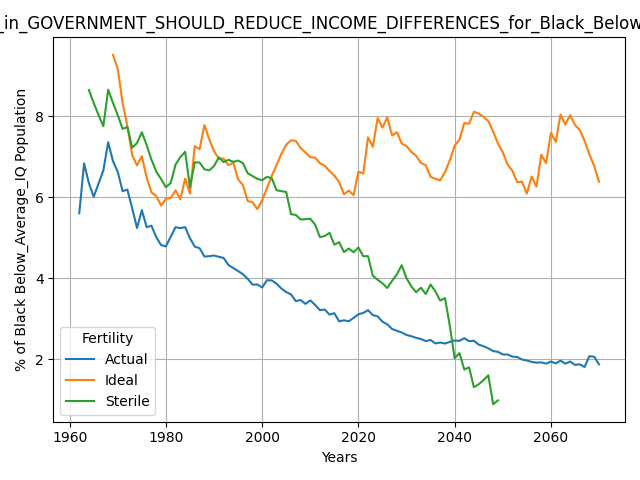 _in_GOVERNMENT_SHOULD_REDUCE_INCOME_DIFFERENCES_for_Black_Below
% of Black Below_Average_IQ Population
8
6
4
2
Fertility
Actual
Ideal
Sterile
1960
1980
2000
2020
2040
2060
Years